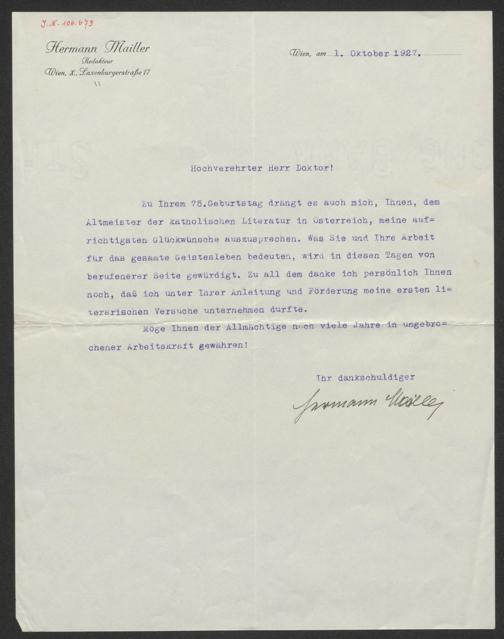 J.N. 106.679
Hermann Mailler
Redakteur
Wien, X., Laxenburgerstraße 17
Wien, am 1. Oktober 1927.
Hochverehrter Herr Doktor!
Zu Ihrem 75.Geburtstag drängt es auch mich, Ihnen, dem
Altmeister der katholischen Literatur in Österreich, meine auf-
richtigsten Glückwünsche auszusprechen. Was Sie und Ihre Arbeit
für das gesamte Geistesleben bedeuten, wird in diesen Tagen von
berufenerer Seite gewürdigt. Zu all dem danke ich persönlich Ihnen
noch, daß ich unter Ihrer Anleitung und Förderung meine ersten li-
terarischen Versuche unternehmen durfte.
Möge Ihnen der Allmächtige noch viele Jahre in ungebro-
chener Arbeitskraft gewähren!
Ihr dankschuldiger
Hermann Mailler